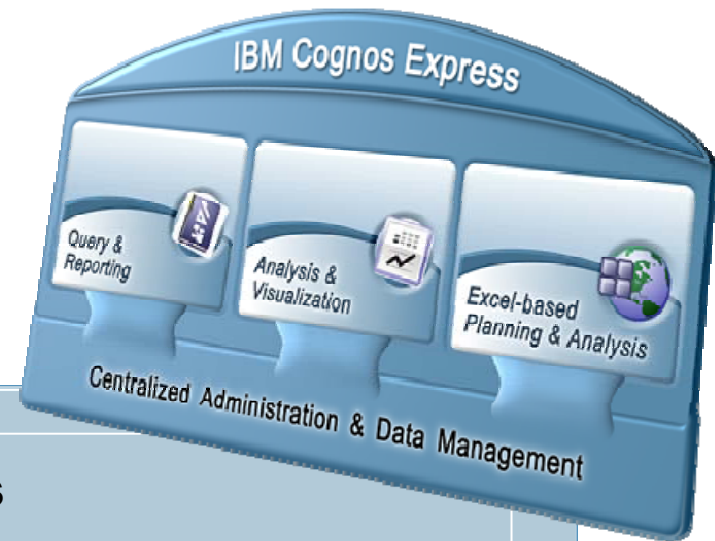 IBM Cognos Express
Query &
Reporting
Analysis &
Visualization
Excel-based
Planning & Analysis
Centralized Administration & Data Management
s